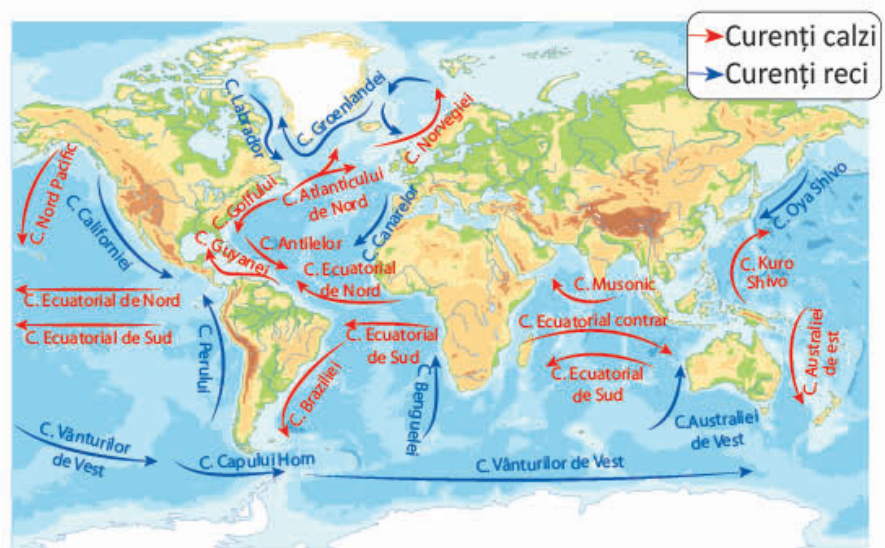 Curenți calzi
Curenți reci
C. Labrador
C. Groenlandei
C. Norvegiei
C. Nord Pacific
C. Californiei
C. Golfului
C. Atlanticului
de Nord
C. Canarelor
C. Oya Shivo
C. Guyanei
C. Antilelor
C. Ecuatorial
de Nord
C. Musonic
C. Kuro
Shivo
C. Ecuatorial de Nord
C. Ecuatorial de Sud
C. Ecuatorial
de Sud
C. Ecuatorial contrar
C. Ecuatorial
de Sud
C. Australiei
de est
C. Perului
C. Braziliei
C. Benguelei
C.Australiei
de Vest
C. Vânturilor
de Vest
C. Capului Horn
C. Vânturilor de Vest